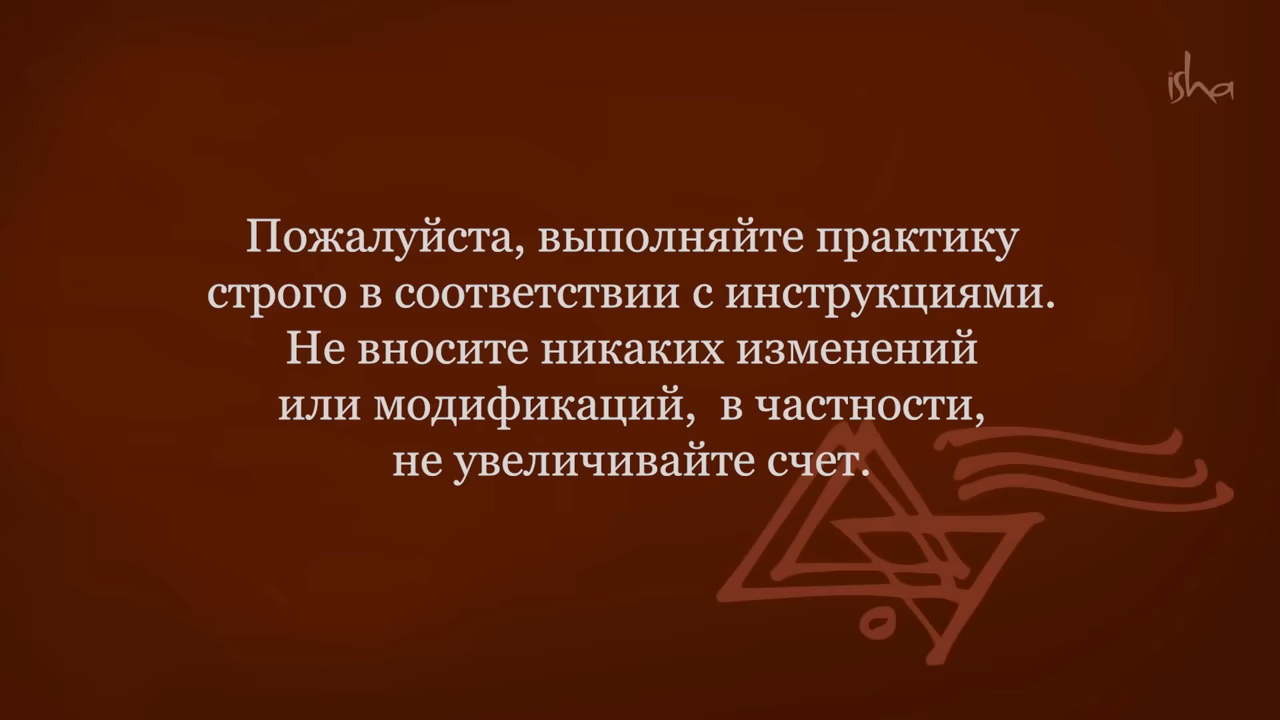 isha
Пожалуйста, выполняйте практику
строго в соответствии с инструкциями.
Не вносите никаких изменений
или модификаций,  в частности,
не увеличивайте счет.